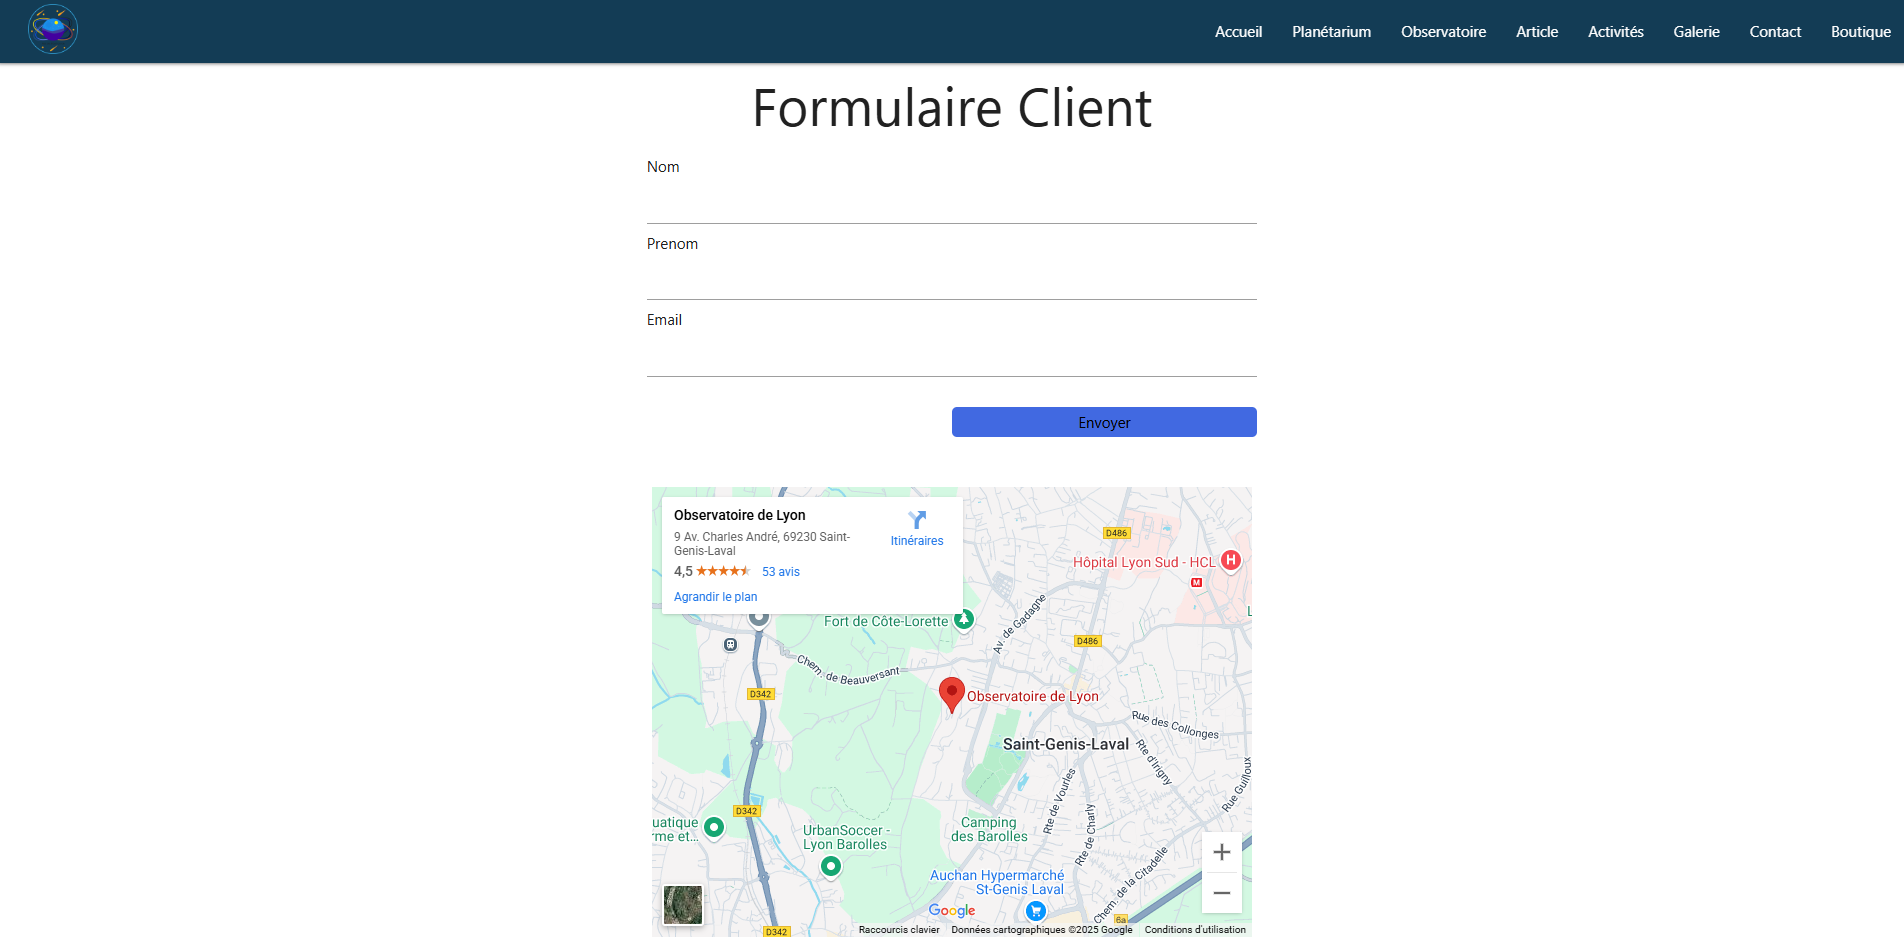 Accueil Planétarium Observatoire Article Activités Galerie Contact Boutique
Formulaire Client
Nom
Prenom
Email
Envoyer
Observatoire de Lyon
9 Av. Charles André, 69230 Saint-
Genis-Laval
4,5
53 avis
Agrandir le plan
Itinéraires
D486
Hôpital Lyon Sud - HCL
H
M
L
Fort de Côte-Lorette
Av. de Gadagne
D486
Chem. de Beauversant
D342
Observatoire de Lyon
Rue des Collonges
Saint-Genis-Laval
Rte d'Irigny
Rue Guilloux
Rte de Vourles
Rte de Charly
D342
uatique
rme et...
UrbanSoccer -
Lyon Barolles
Camping
des Barolles
Chem. de la Citadelle
Auchan Hypermarché
St-Genis Laval
Google
6a
D342
Raccourcis clavier Données cartographiques ©2025 Google Conditions d'utilisation